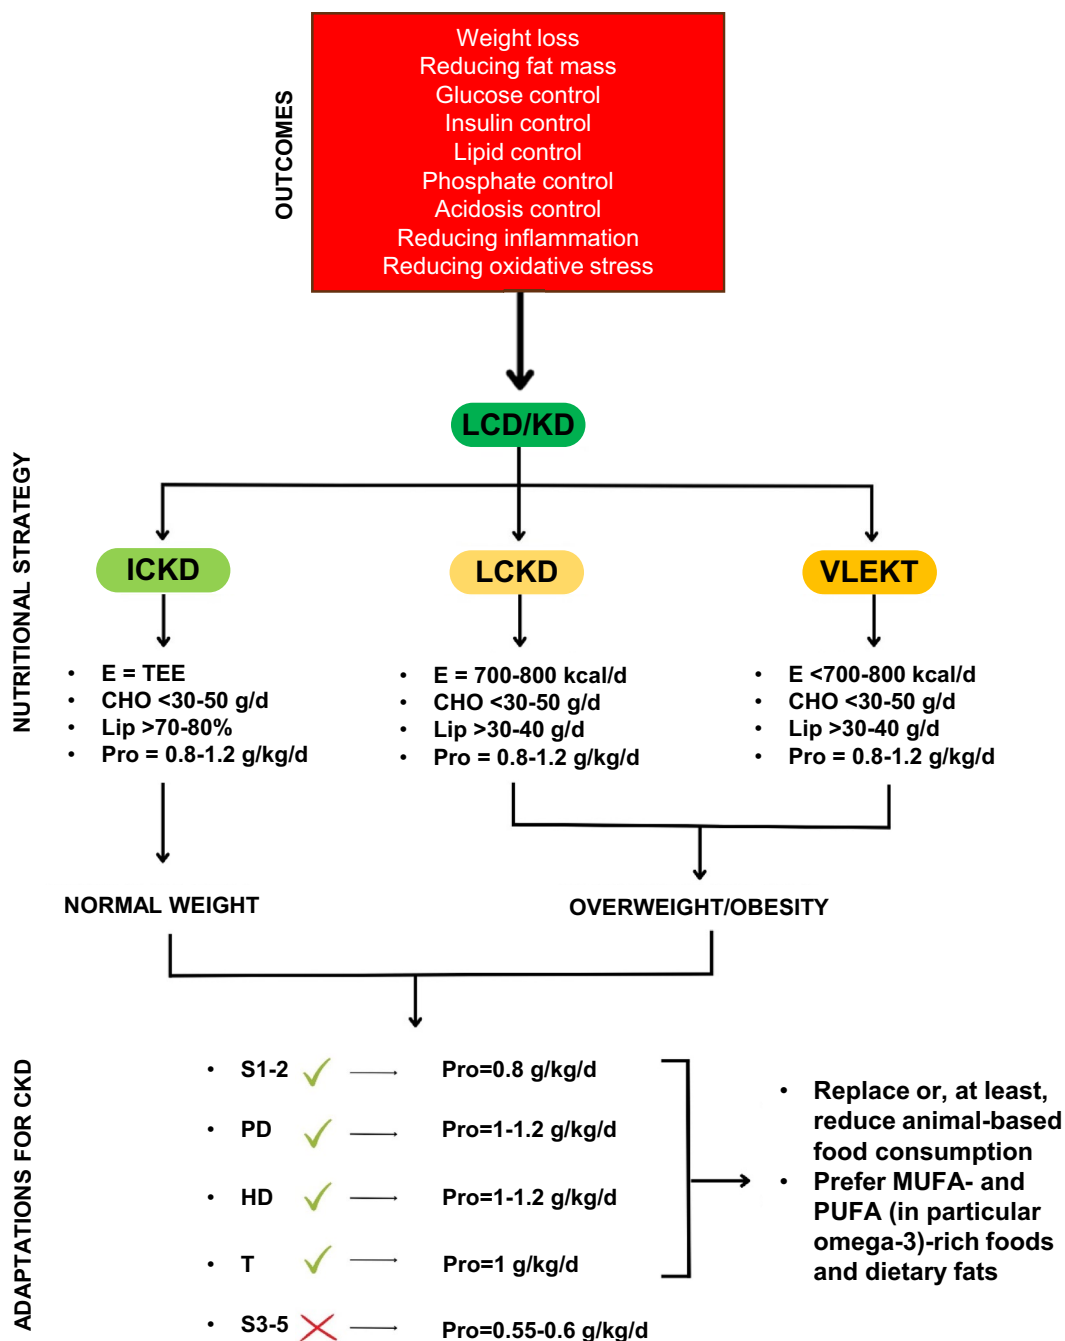 OUTCOMES
Weight loss
Reducing fat mass
Glucose control
Insulin control
Lipid control
Phosphate control
Acidosis control
Reducing inflammation
Reducing oxidative stress
NUTRITIONAL STRATEGY
LCD/KD
ICKD
LCKD
VLEKT
• E = TEE
• CHO <30-50 g/d
• Lip >70-80%
• Pro = 0.8-1.2 g/kg/d
• E = 700-800 kcal/d
• CHO <30-50 g/d
• Lip >30-40 g/d
• Pro = 0.8-1.2 g/kg/d
• E <700-800 kcal/d
• CHO <30-50 g/d
• Lip >30-40 g/d
• Pro = 0.8-1.2 g/kg/d
NORMAL WEIGHT
OVERWEIGHT/OBESITY
ADAPTATIONS FOR CKD
• S1-2 Pro=0.8 g/kg/d
• PD Pro=1-1.2 g/kg/d
• HD Pro=1-1.2 g/kg/d
• T Pro=1 g/kg/d
• S3-5 Pro=0.55-0.6 g/kg/d
• Replace or, at least,
reduce animal-based
food consumption
• Prefer MUFA- and
PUFA (in particular
omega-3)-rich foods
and dietary fats